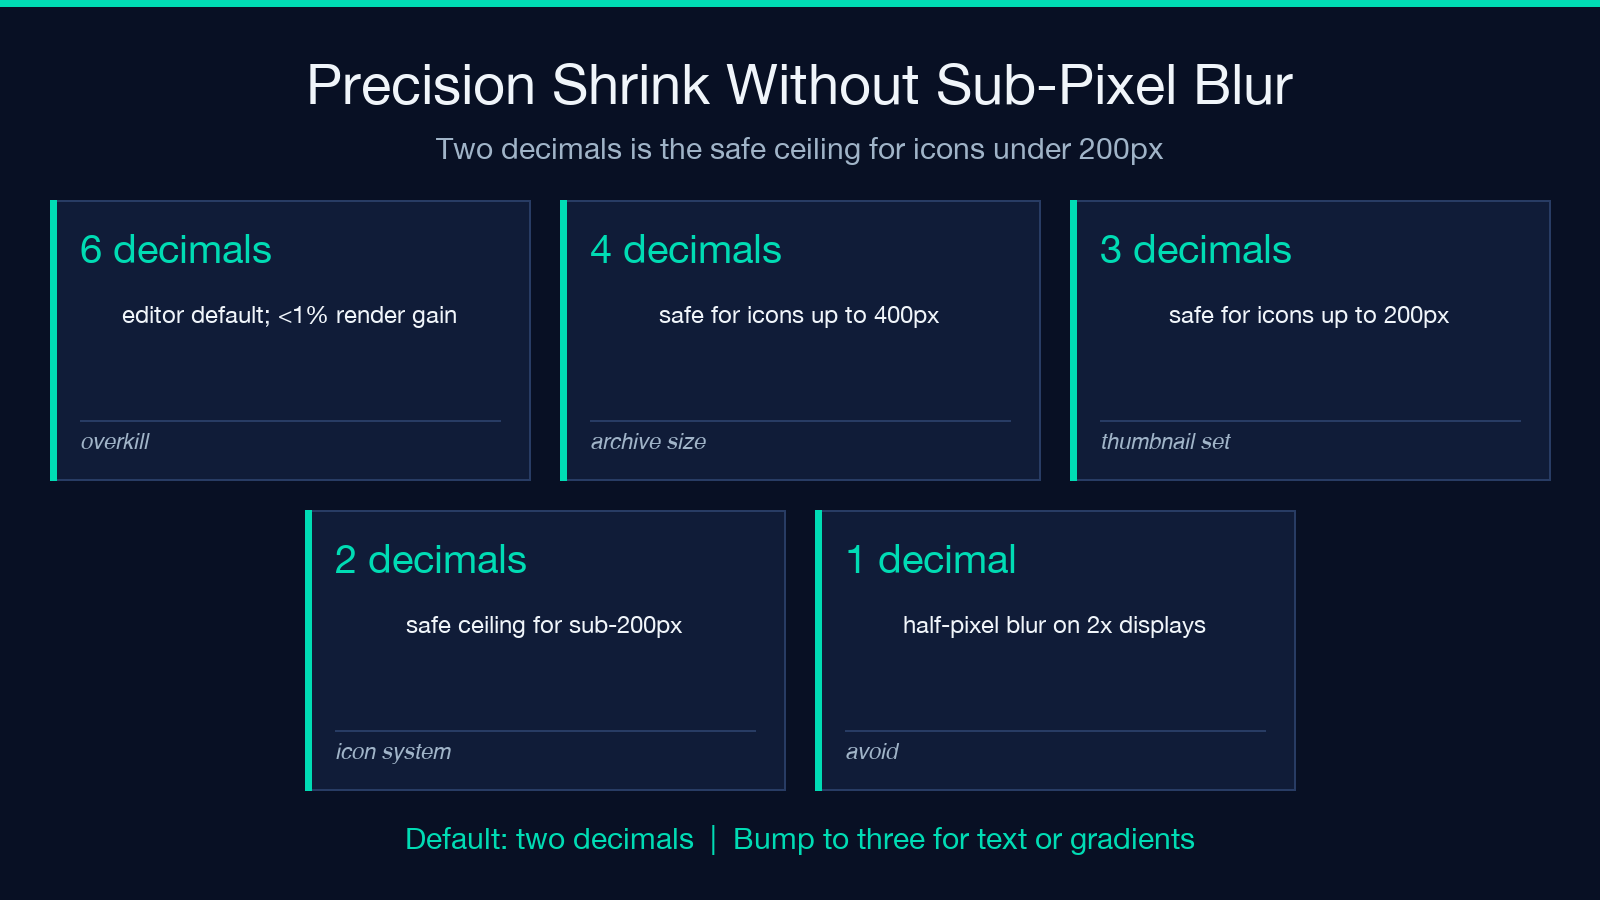 Precision Shrink Without Sub-Pixel Blur
Two decimals is the safe ceiling for icons under 200px
6 decimals
editor default; <1% render gain
overkill
4 decimals
safe for icons up to 400px
archive size
3 decimals
safe for icons up to 200px
thumbnail set
2 decimals
safe ceiling for sub-200px
icon system
1 decimal
half-pixel blur on 2x displays
avoid
Default: two decimals | Bump to three for text or gradients